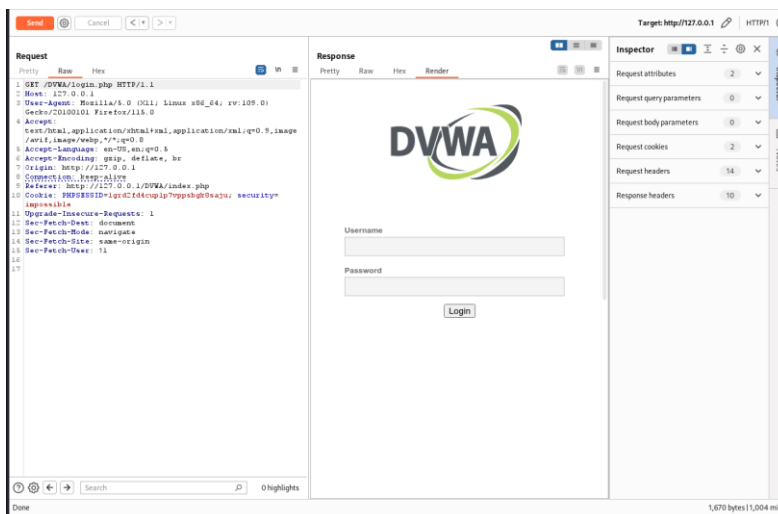 Send
Cancel
Target: http://127.0.0.1
HTTP/1
Request
Pretty Raw Hex
1 GET /DVWA/login.php HTTP/1.1
2 Host: 127.0.0.1
3 User-Agent: Mozilla/5.0 (X11; Linux x86_64; rv:109.0)
Gecko/20100101 Firefox/115.0
4 Accept:
text/html,application/xhtml+xml,application/xml;q=0.9,image
/avif,image/webp,*/*;q=0.8
5 Accept-Language: en-US,en;q=0.5
6 Accept-Encoding: gzip, deflate, br
7 Origin: http://127.0.0.1
8 Connection: keep-alive
9 Referer: http://127.0.0.1/DVWA/index.php
10 Cookie: security=
impossible
11 Upgrade-Insecure-Requests: 1
12 Sec-Fetch-Dest: document
13 Sec-Fetch-Mode: navigate
14 Sec-Fetch-Site: same-origin
15 Sec-Fetch-User: ?1
16
17
Search
0 highlights
Response
Pretty Raw Hex Render
DVWA
Username
Password
Login
Inspector
Request attributes 2
Request query parameters 0
Request body parameters 0
Request cookies 2
Request headers 14
Response headers 10
Done
1,670 bytes | 1,004 mi